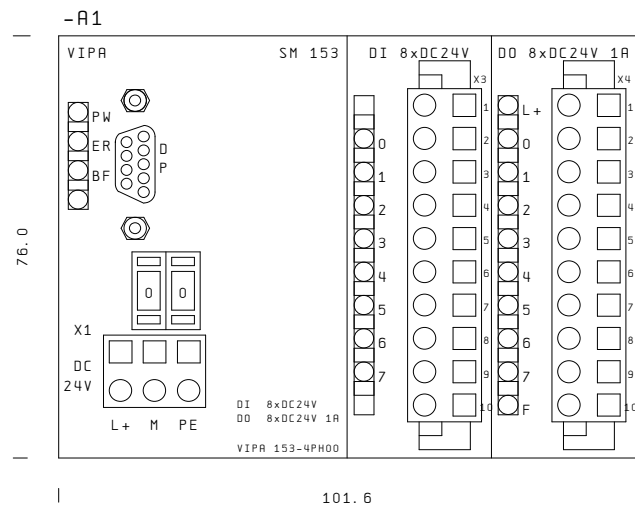 -A1
VIPA SM 153 DI 8xDC24V DO 8xDC24V 1A
X3 X4
PW
ER
BF
D
P
0
1
2
3
4
5
6
7
1
2
3
4
5
6
7
8
9
10
L+
0
1
2
3
4
5
6
7
F
1
2
3
4
5
6
7
8
9
10
76.0
0 0
X1
DC
24V
L+ M PE
DI 8xDC24V
DO 8xDC24V 1A
VIPA 153-4PH00
101.6